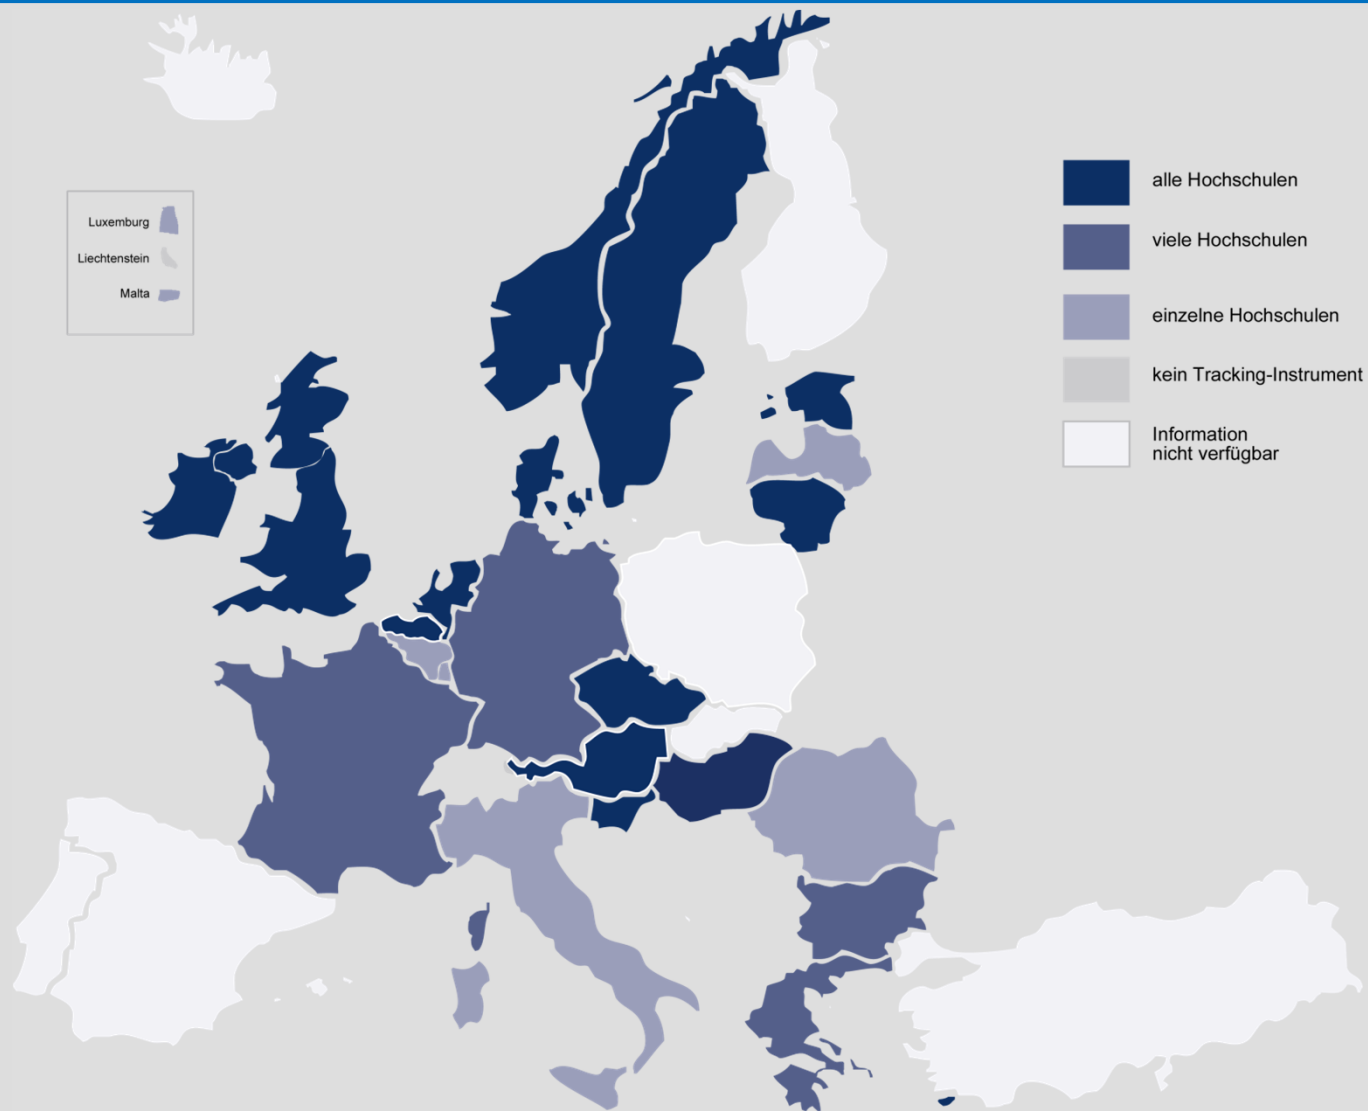 Luxemburg
Liechtenstein
Malta
alle Hochschulen
viele Hochschulen
einzelne Hochschulen
kein Tracking-Instrument
Information
nicht verfügbar